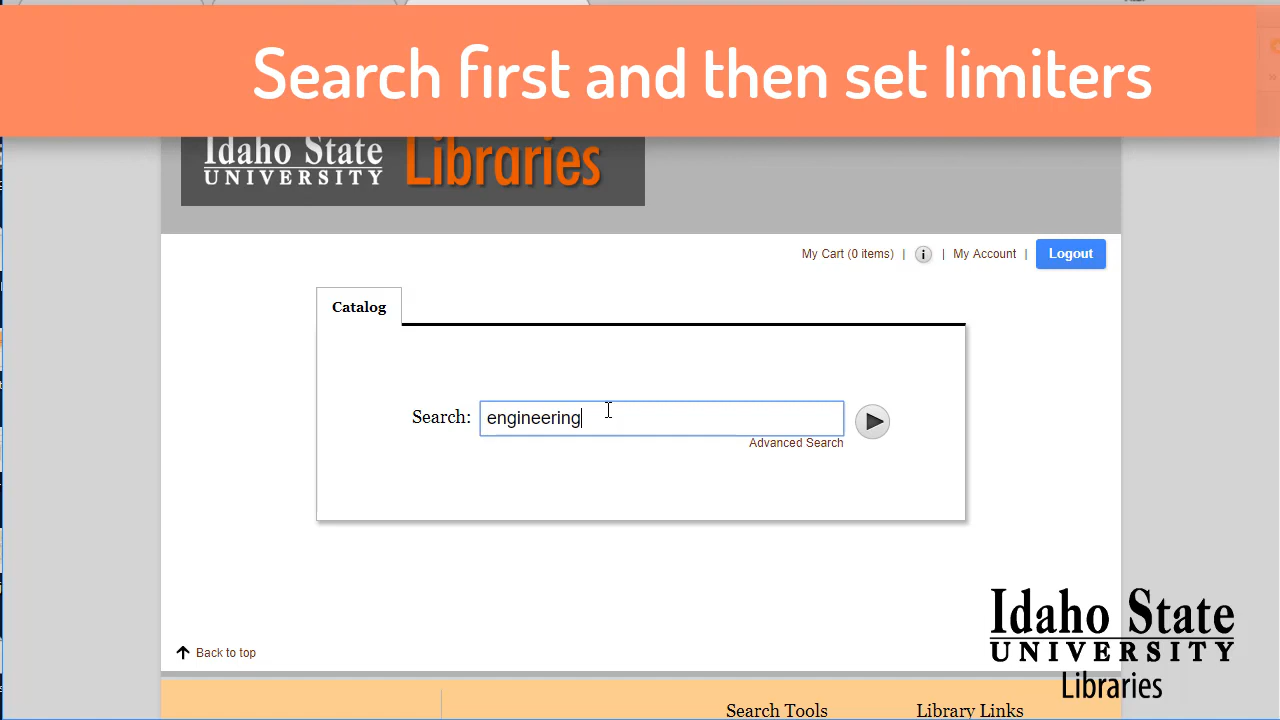 Search first and then set limiters
Idaho State Libraries
UNIVERSITY
My Cart (0 items) | i | My Account | Logout
Catalog
Search: engineering
Advanced Search
Back to top
Idaho State
UNIVERSITY
Libraries
Search Tools Library Links